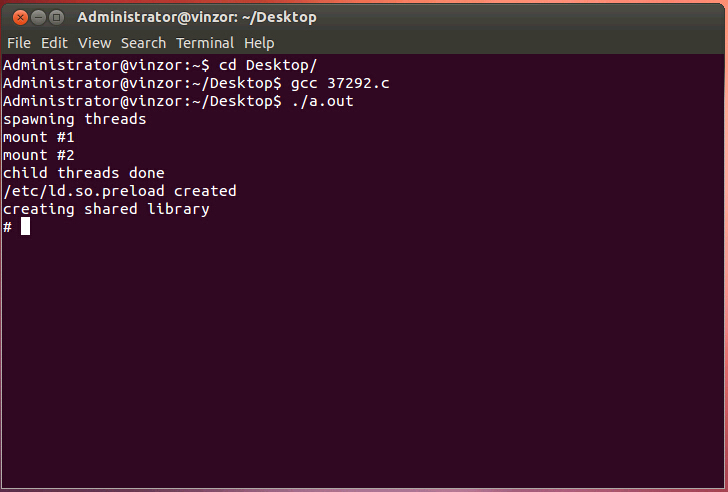 Administrator@vinzor: ~/Desktop
File Edit View Search Terminal Help
Administrator@vinzor:~$ cd Desktop/
Administrator@vinzor:~/Desktop$ gcc 37292.c
Administrator@vinzor:~/Desktop$ ./a.out
spawning threads
mount #1
mount #2
child threads done
/etc/ld.so.preload created
creating shared library
#